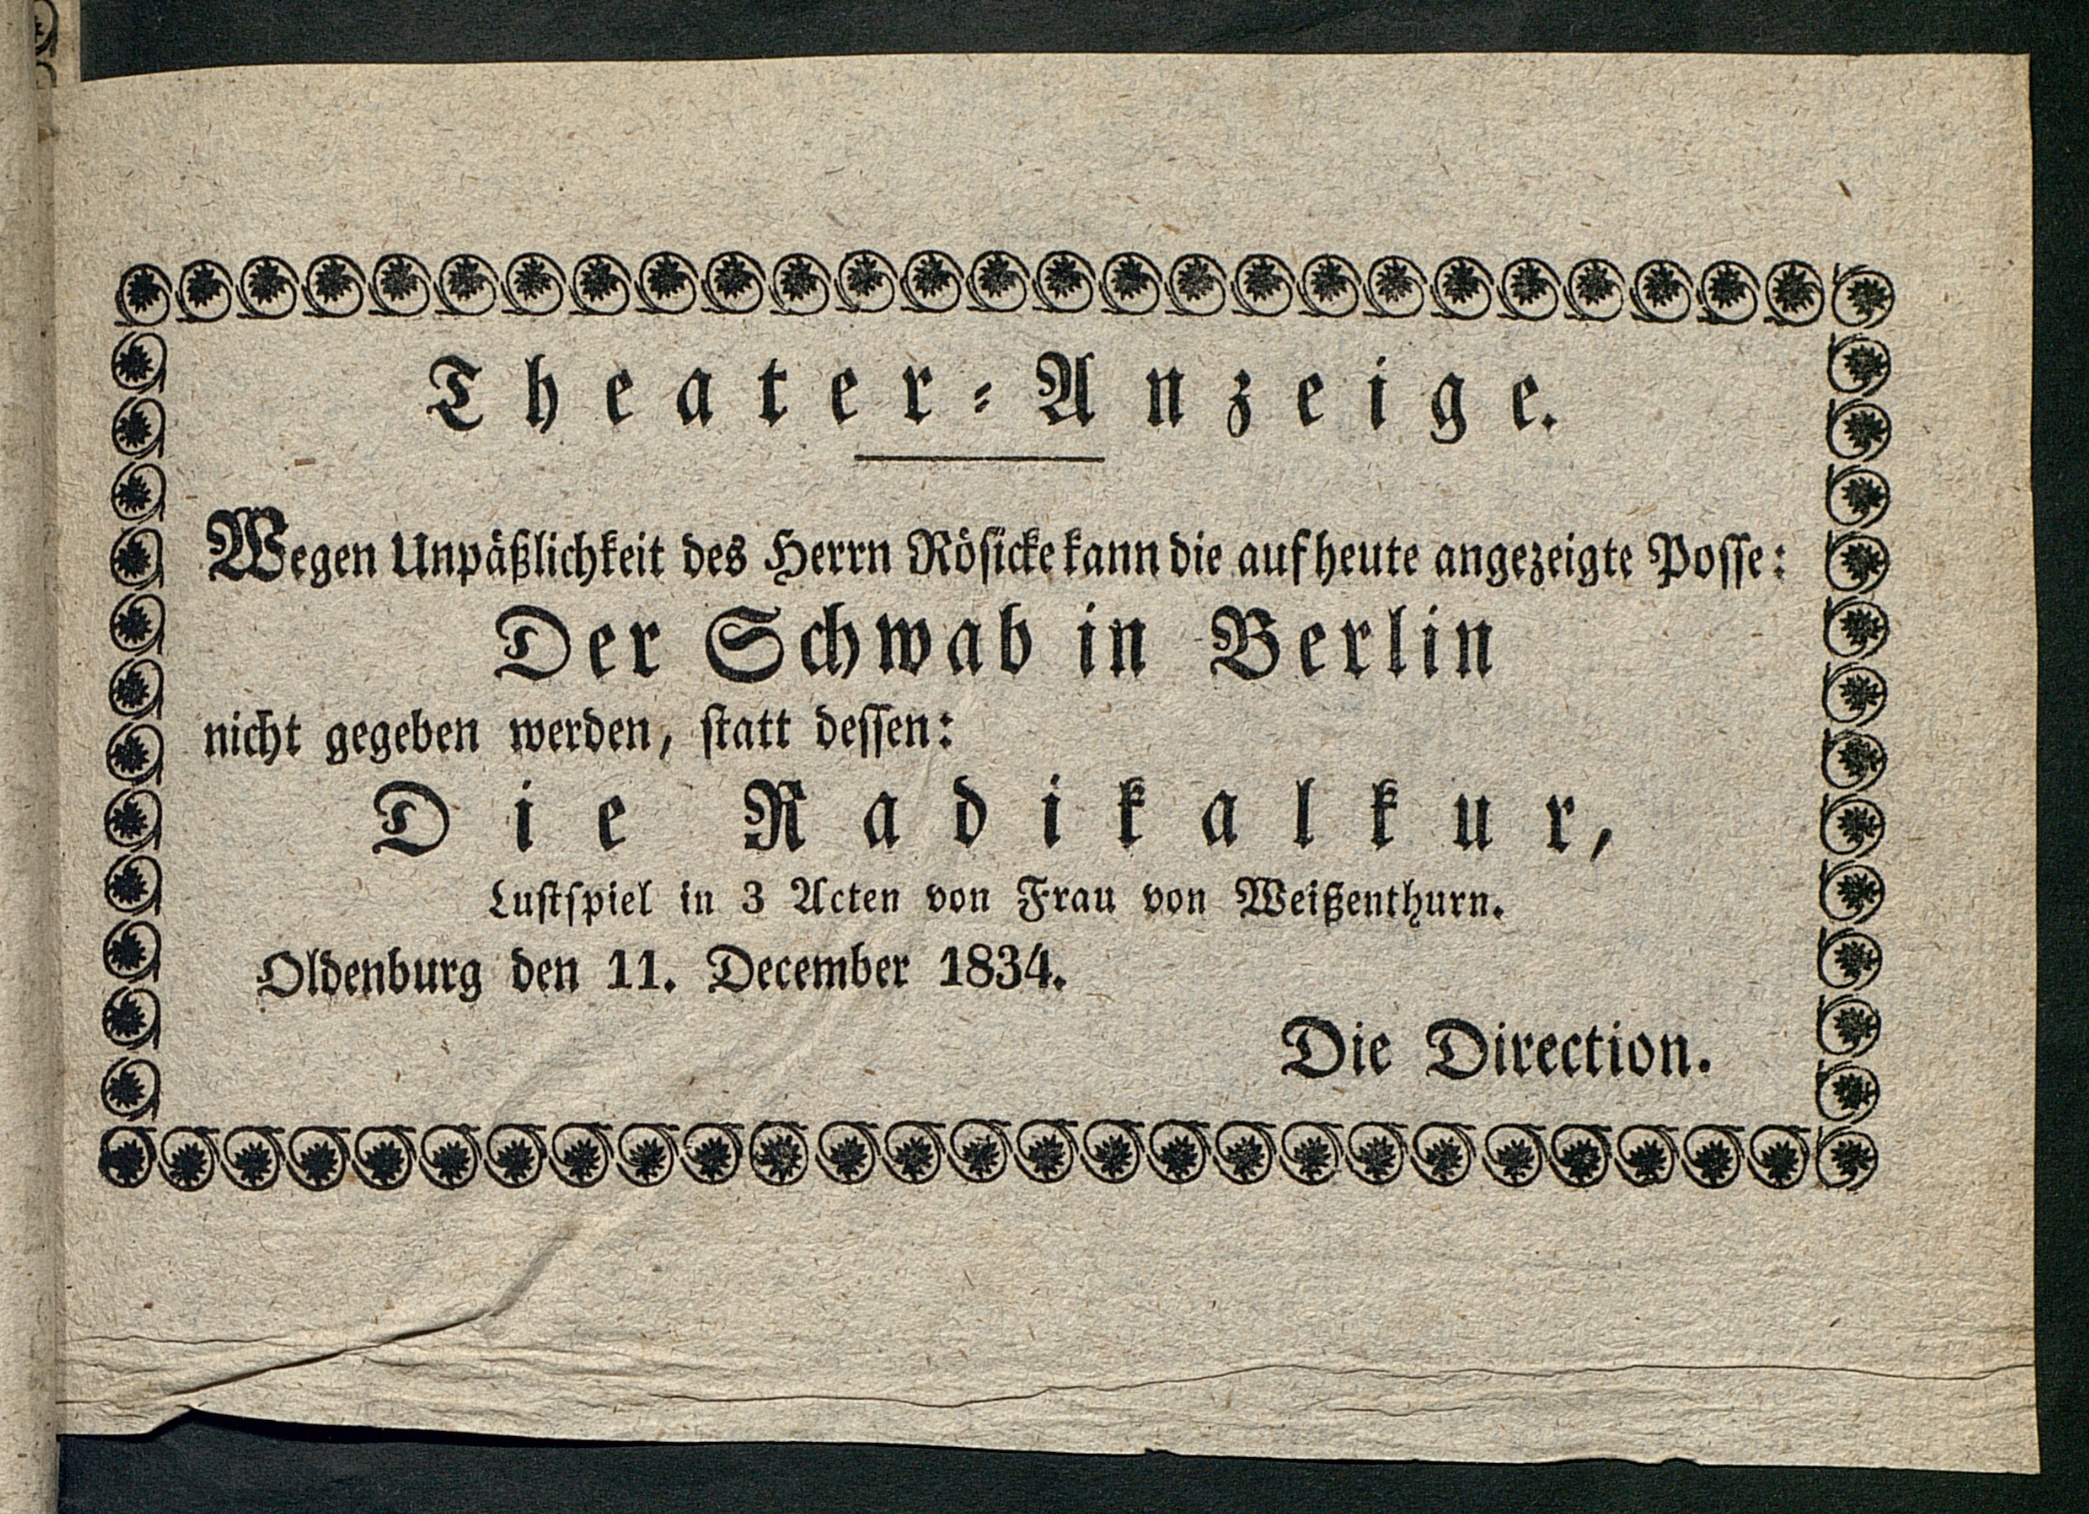 Theater-Anzeige.
Wegen Unpäßlichkeit des Herrn Rösicke kann die auf heute angezeigte Posse:
Der Schwab in Berlin
nicht gegeben werden, statt dessen:
Die Radikalkur,
Lustspiel in 3 Acten von Frau von Weißenthurn.
Oldenburg den 11. December 1834.
Die Direction.